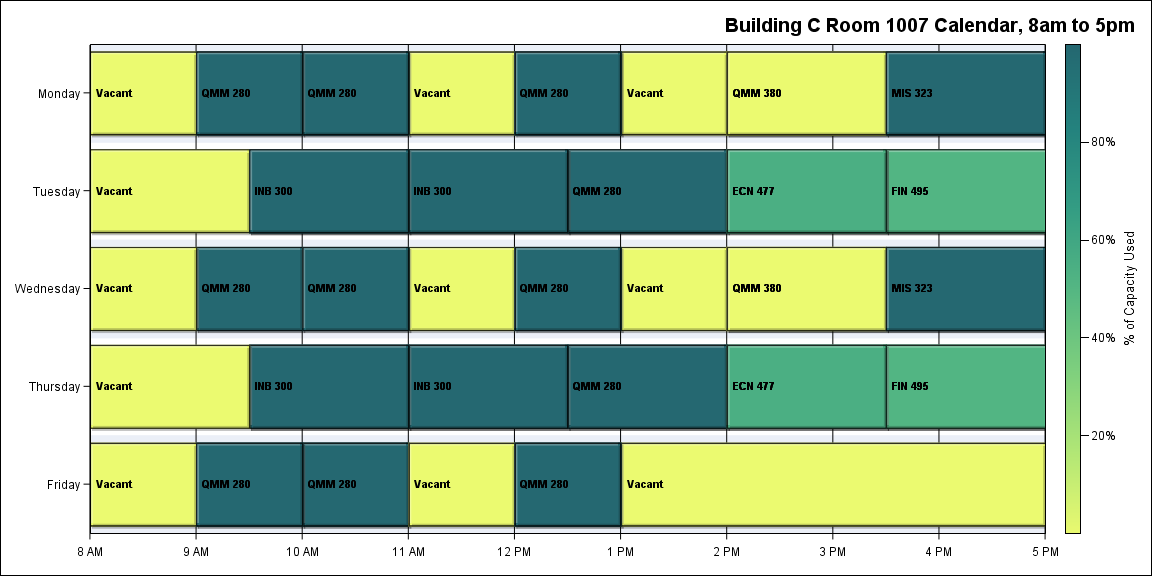 Building C Room 1007 Calendar, 8am to 5pm
Monday
Vacant
QMM 280
QMM 280
Vacant
QMM 280
Vacant
QMM 380
MIS 323
Tuesday
Vacant
INB 300
INB 300
QMM 280
ECN 477
FIN 495
Wednesday
Vacant
QMM 280
QMM 280
Vacant
QMM 280
Vacant
QMM 380
MIS 323
Thursday
Vacant
INB 300
INB 300
QMM 280
ECN 477
FIN 495
Friday
Vacant
QMM 280
QMM 280
Vacant
QMM 280
Vacant
8 AM
9 AM
10 AM
11 AM
12 PM
1 PM
2 PM
3 PM
4 PM
5 PM
80%
60%
40%
20%
% of Capacity Used